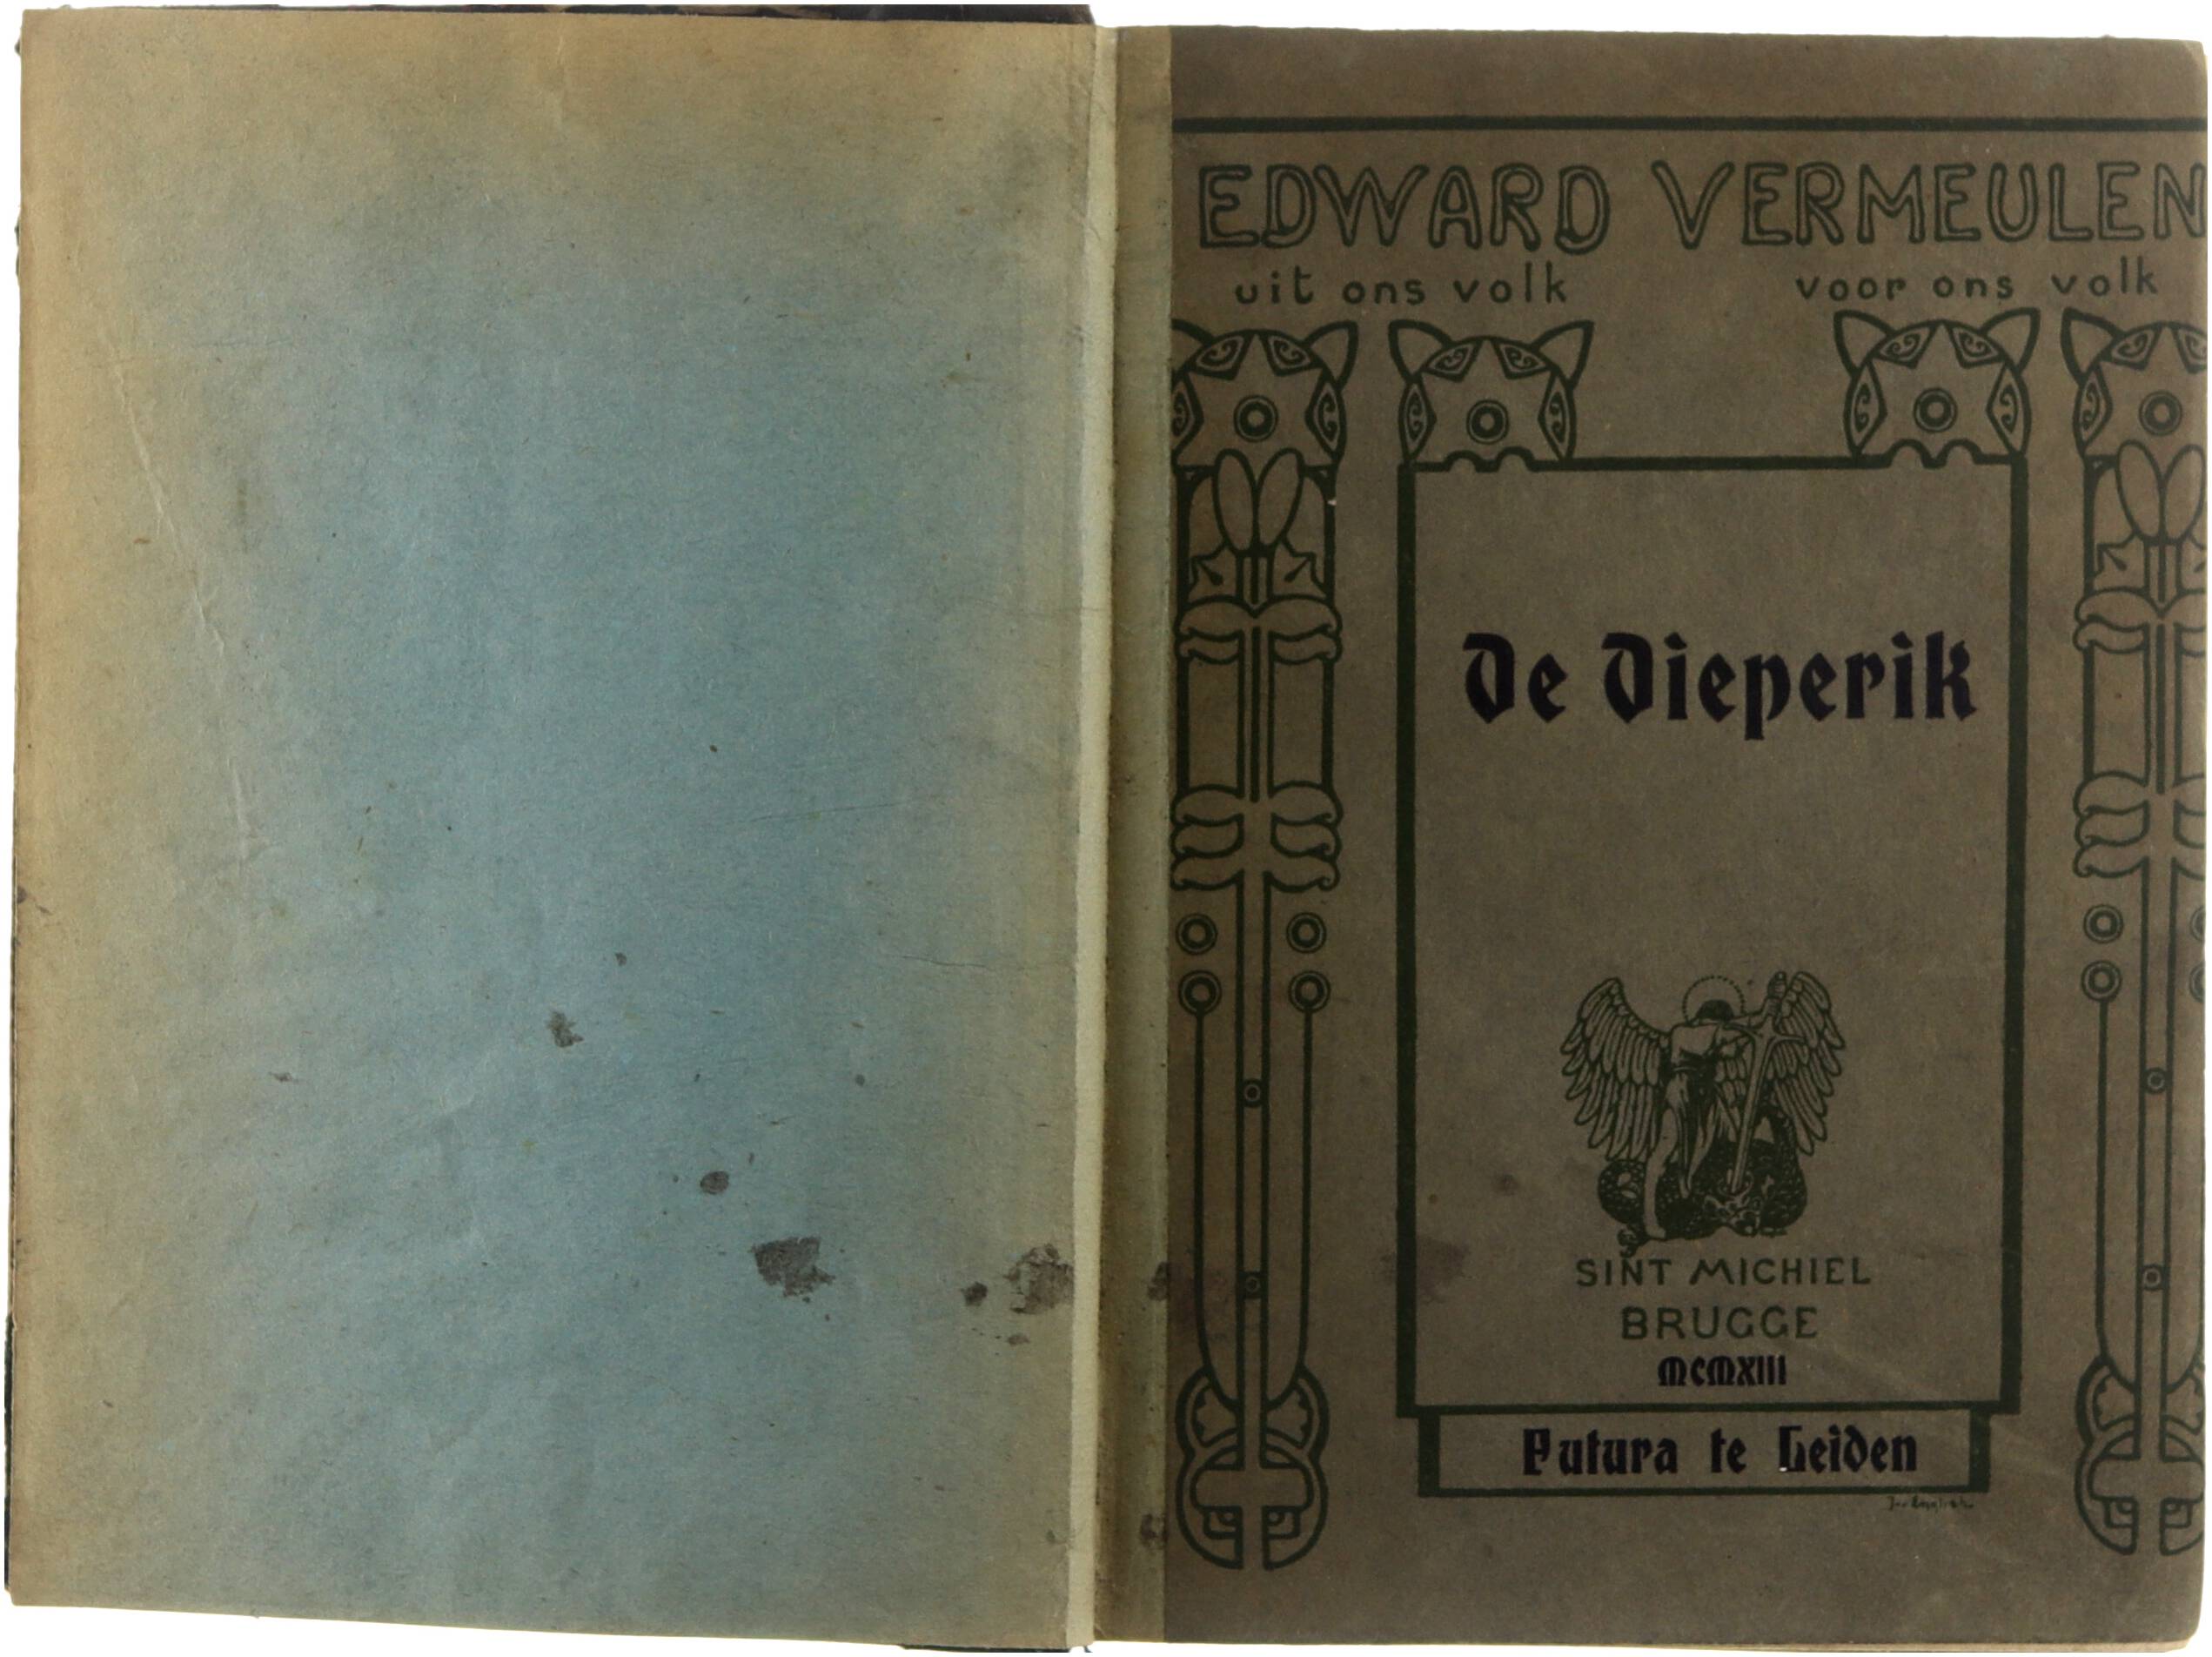 EDWARD VERMEULEN
uit ons volk voor ons volk
De Dieperik
SINT MICHIEL
BRUGGE
MCMXIII
Futura te Leiden